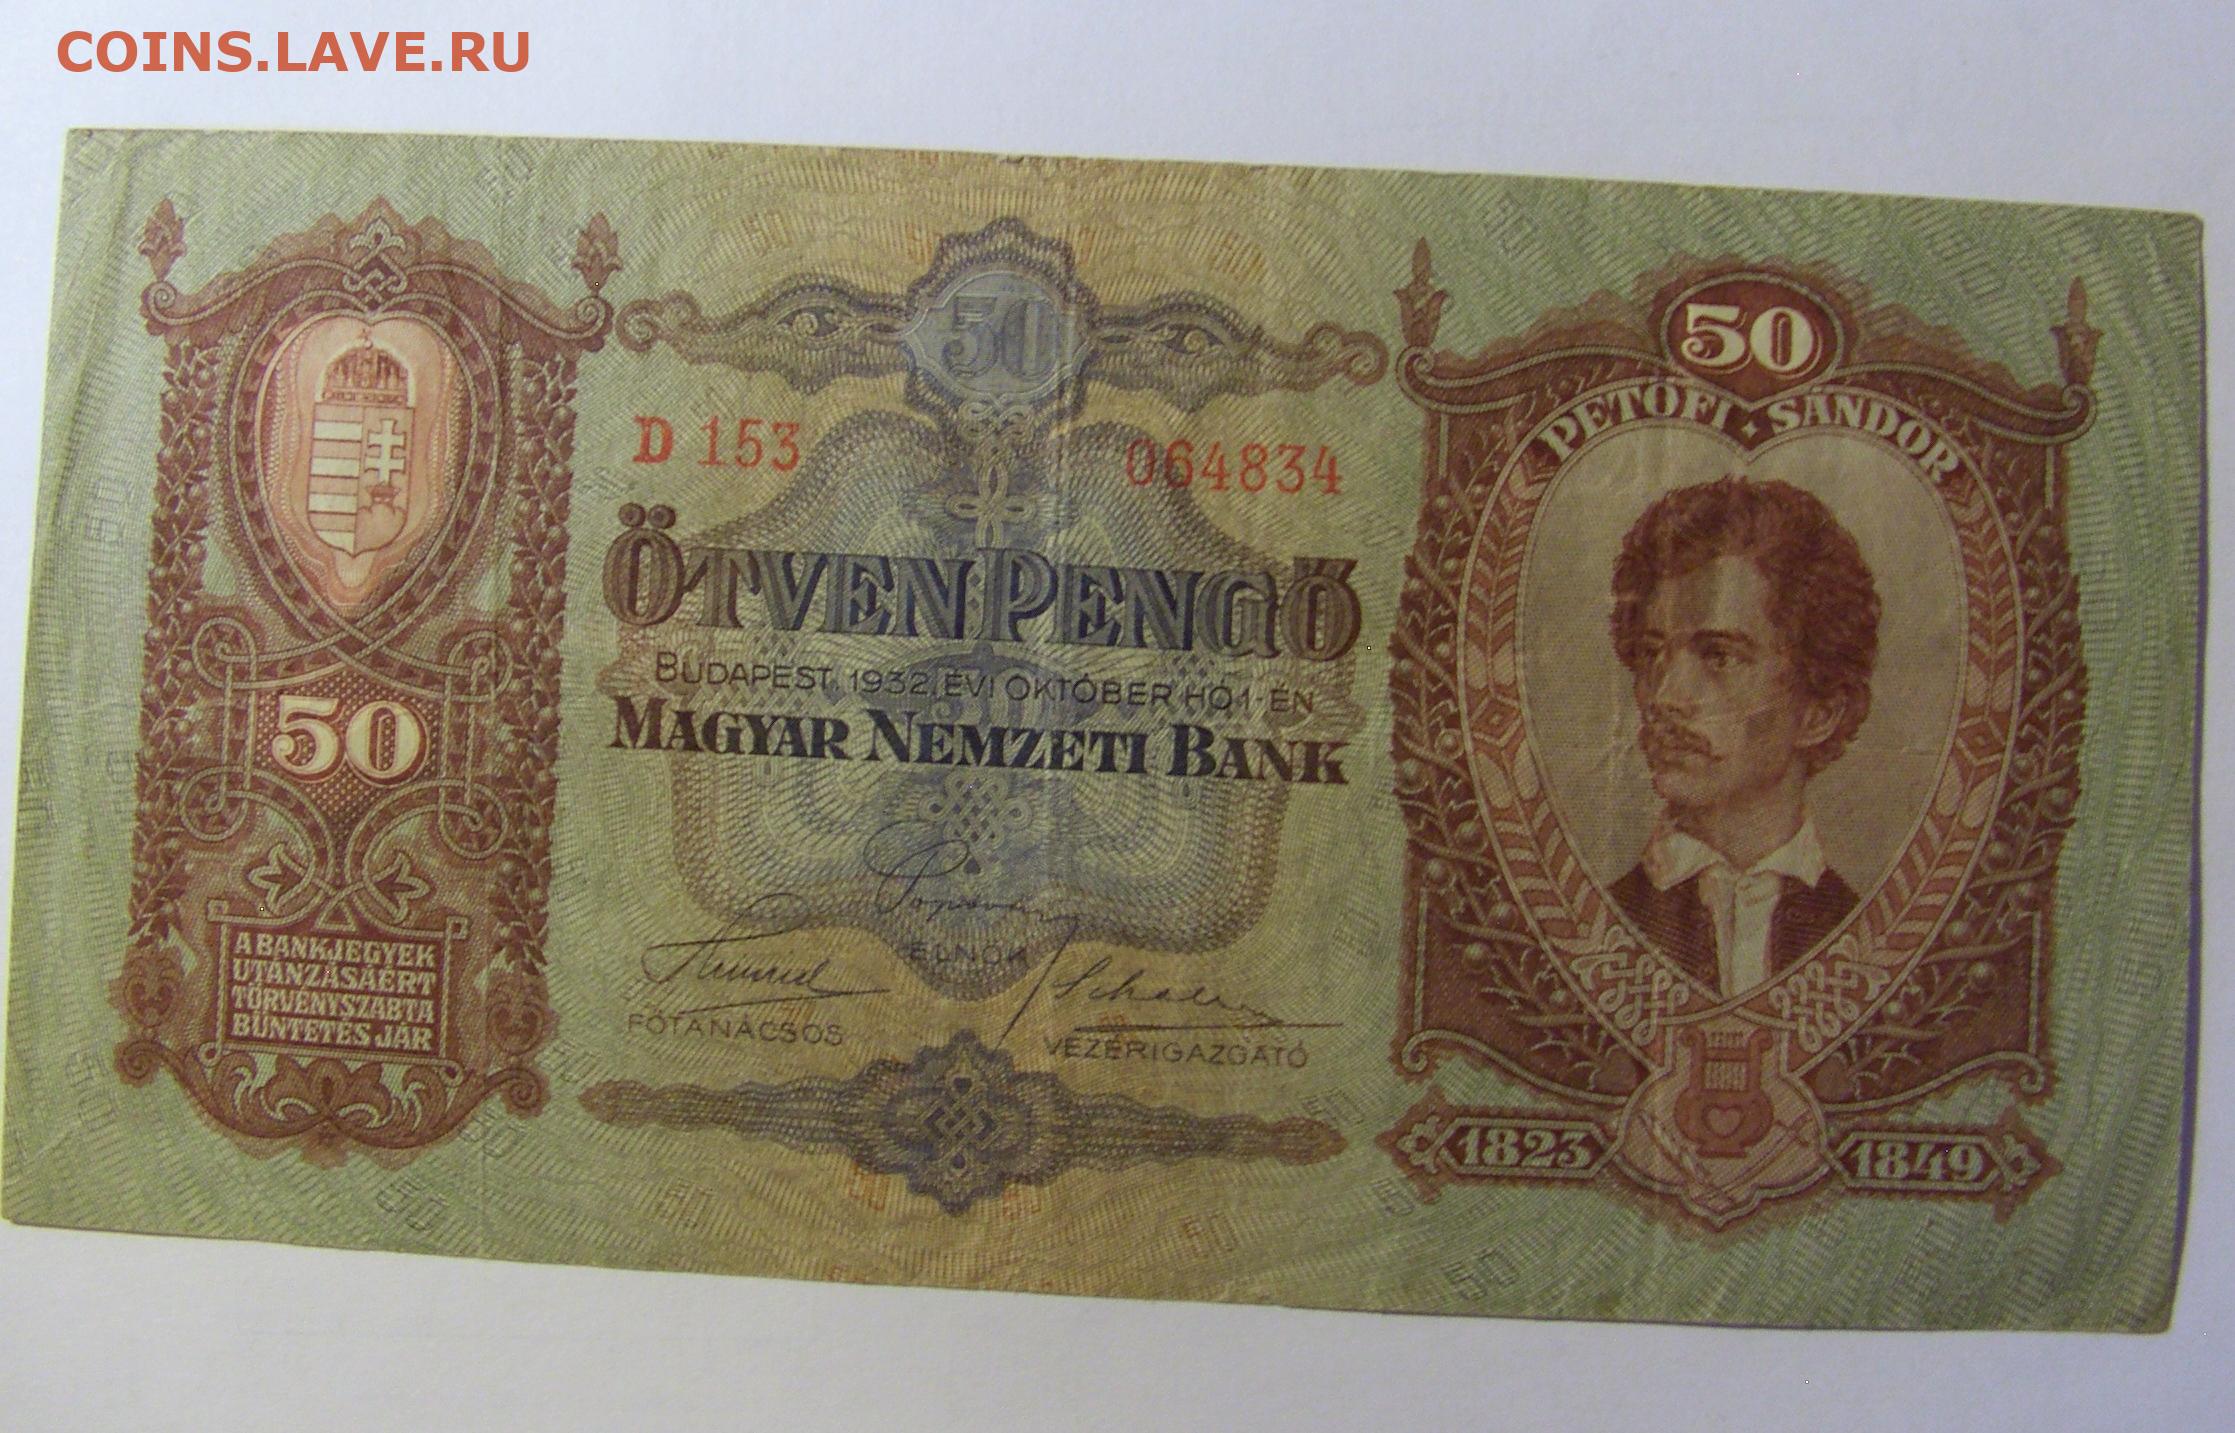 COINS.LAVE.RU
50
50
PETŐFI · SÁNDOR
D 153 064834
ÖTVEN PENGŐ
BUDAPEST, 1932. ÉVI OKTÓBER HÓ 1-ÉN
MAGYAR NEMZETI BANK
50
ELNÖK
FŐTANÁCSOS
VEZÉRIGAZGATÓ
A BANKJEGYEK
UTÁNZÁSÁÉRT
TÖRVÉNYSZABTA
BÜNTETÉS JÁR
1823
1849